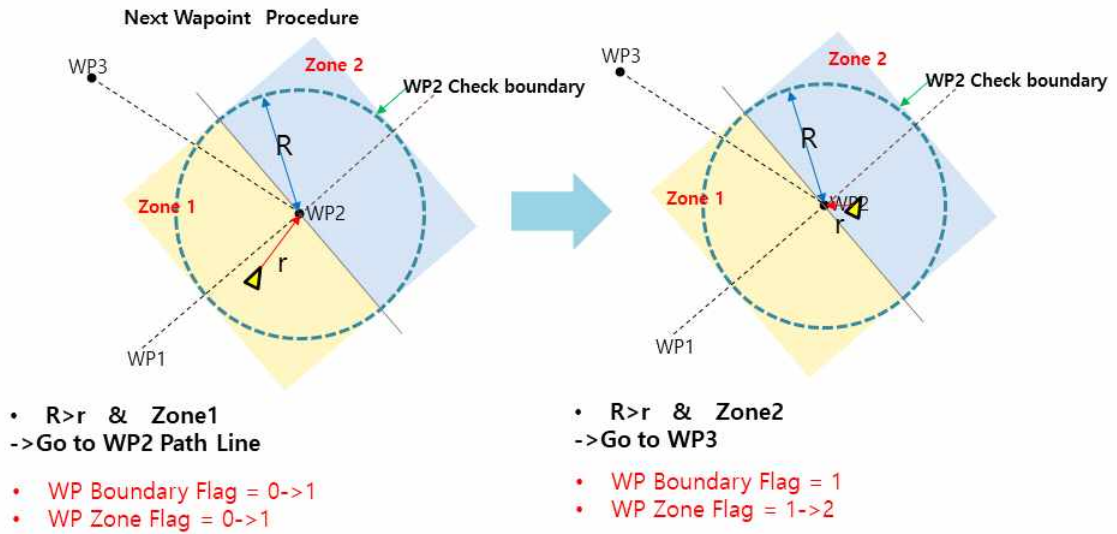 Next Wapoint Procedure
WP3
Zone 2
WP2 Check boundary
R
Zone 1
WP2
r
WP1
• R>r & Zone1
->Go to WP2 Path Line
• WP Boundary Flag = 0->1
• WP Zone Flag = 0->1
WP3
Zone 2
WP2 Check boundary
R
Zone 1
WP2
r
WP1
• R>r & Zone2
->Go to WP3
• WP Boundary Flag = 1
• WP Zone Flag = 1->2